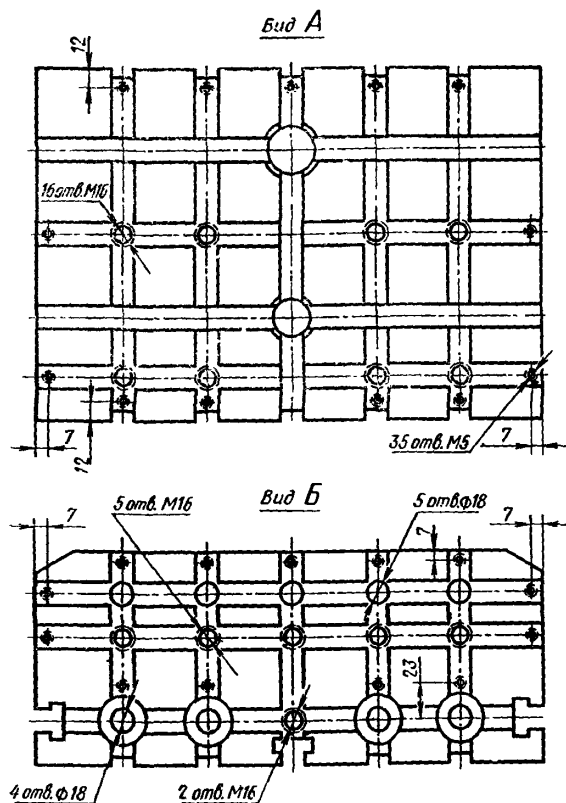 Вид А
12
16 отв. М16
7
12
35 отв. М5
7
Вид Б
5 отв. М16
5 отв. ф18
7
7
7
23
4 отв. ф18
2 отв. М16